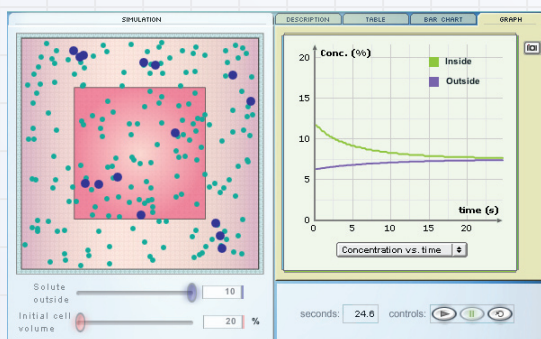 SIMULATION
Solute outside
10
Initial cell volume
20 %
DESCRIPTION
TABLE
BAR CHART
GRAPH
Conc. (%)
Inside
Outside
20
15
10
5
0
0 5 10 15 20
time (s)
Concentration vs. time
seconds: 24.6 controls: